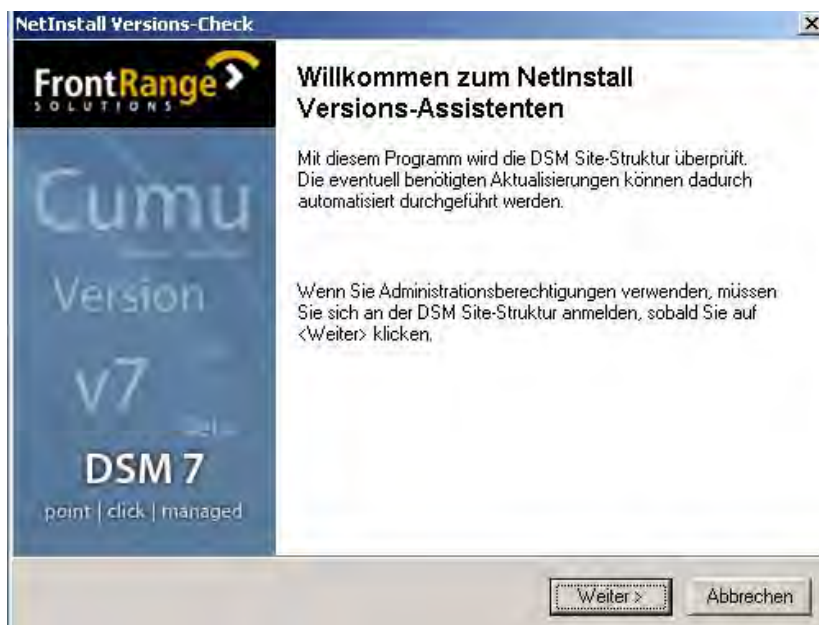 NetInstall Versions-Check
FrontRange
SOLUTIONS
Willkommen zum NetInstall
Versions-Assistenten
Mit diesem Programm wird die DSM Site-Struktur überprüft.
Die eventuell benötigten Aktualisierungen können dadurch
automatisiert durchgeführt werden.
Wenn Sie Administrationsberechtigungen verwenden, müssen
Sie sich an der DSM Site-Struktur anmelden, sobald Sie auf
<Weiter> klicken.
Cumu
Version
v7
DSM 7
point | click | managed
Weiter >
Abbrechen